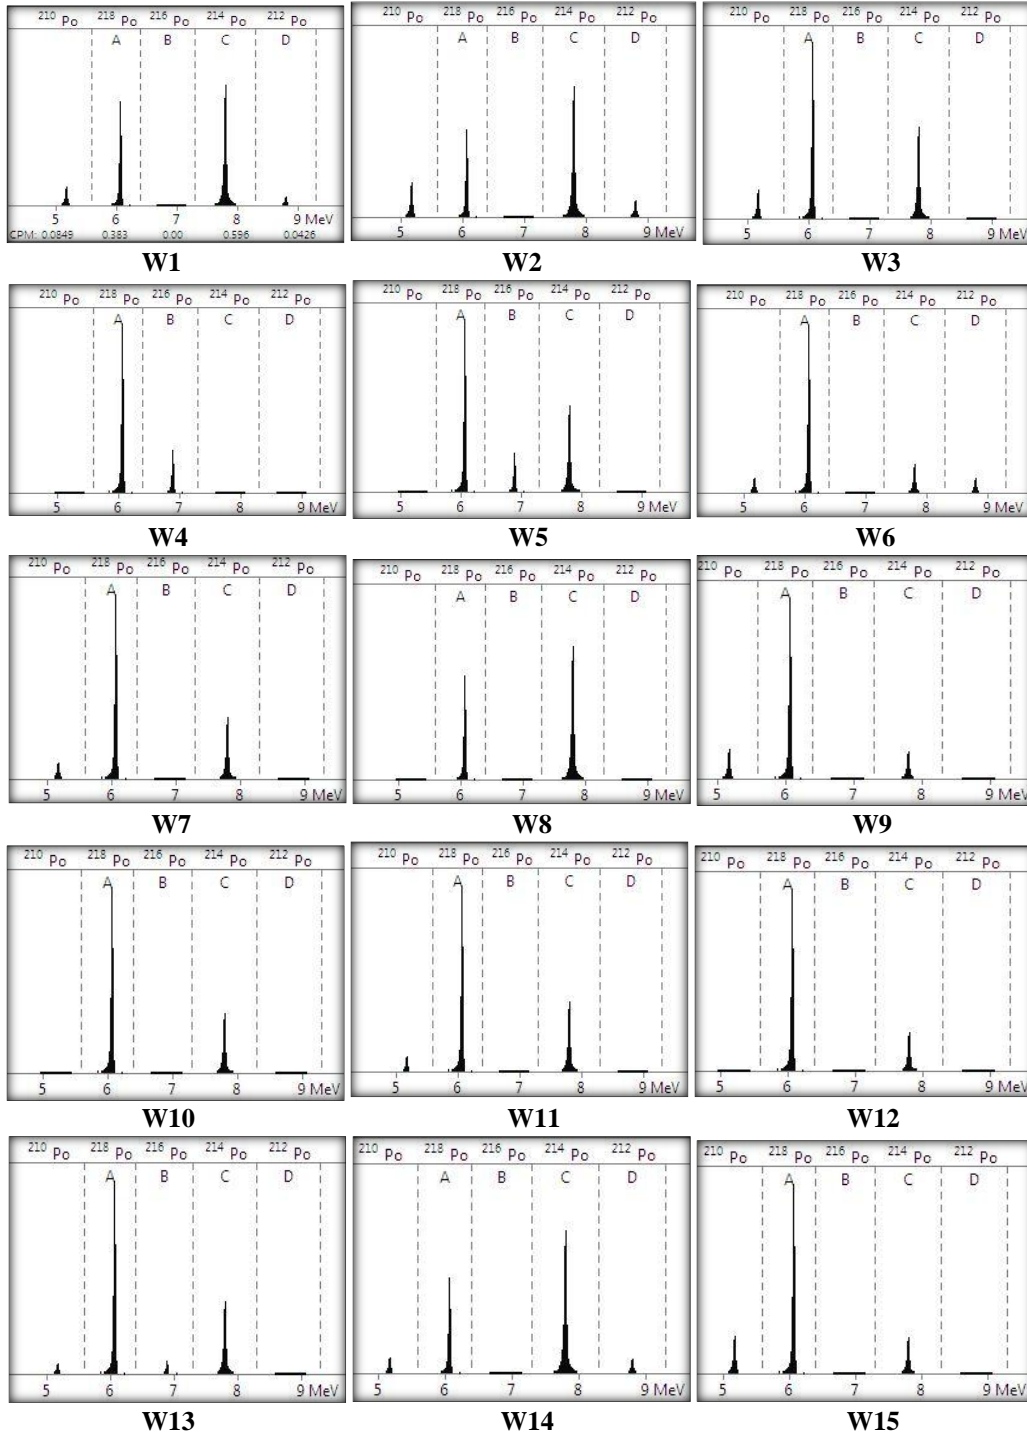 210 Po 218 Po 216 Po 214 Po 212 Po
A B C D
5 6 7 8 9 MeV
CPM: 0.0849 0.383 0.00 0.596 0.0426
W1
210 Po 218 Po 216 Po 214 Po 212 Po
A B C D
5 6 7 8 9 MeV
W2
210 Po 218 Po 216 Po 214 Po 212 Po
A B C D
5 6 7 8 9 MeV
W3
210 Po 218 Po 216 Po 214 Po 212 Po
A B C D
5 6 7 8 9 MeV
W4
210 Po 218 Po 216 Po 214 Po 212 Po
A B C D
5 6 7 8 9 MeV
W5
210 Po 218 Po 216 Po 214 Po 212 Po
A B C D
5 6 7 8 9 MeV
W6
210 Po 218 Po 216 Po 214 Po 212 Po
A B C D
5 6 7 8 9 MeV
W7
210 Po 218 Po 216 Po 214 Po 212 Po
A B C D
5 6 7 8 9 MeV
W8
210 Po 218 Po 216 Po 214 Po 212 Po
A B C D
5 6 7 8 9 MeV
W9
210 Po 218 Po 216 Po 214 Po 212 Po
A B C D
5 6 7 8 9 MeV
W10
210 Po 218 Po 216 Po 214 Po 212 Po
A B C D
5 6 7 8 9 MeV
W11
210 Po 218 Po 216 Po 214 Po 212 Po
A B C D
5 6 7 8 9 MeV
W12
210 Po 218 Po 216 Po 214 Po 212 Po
A B C D
5 6 7 8 9 MeV
W13
210 Po 218 Po 216 Po 214 Po 212 Po
A B C D
5 6 7 8 9 MeV
W14
210 Po 218 Po 216 Po 214 Po 212 Po
A B C D
5 6 7 8 9 MeV
W15